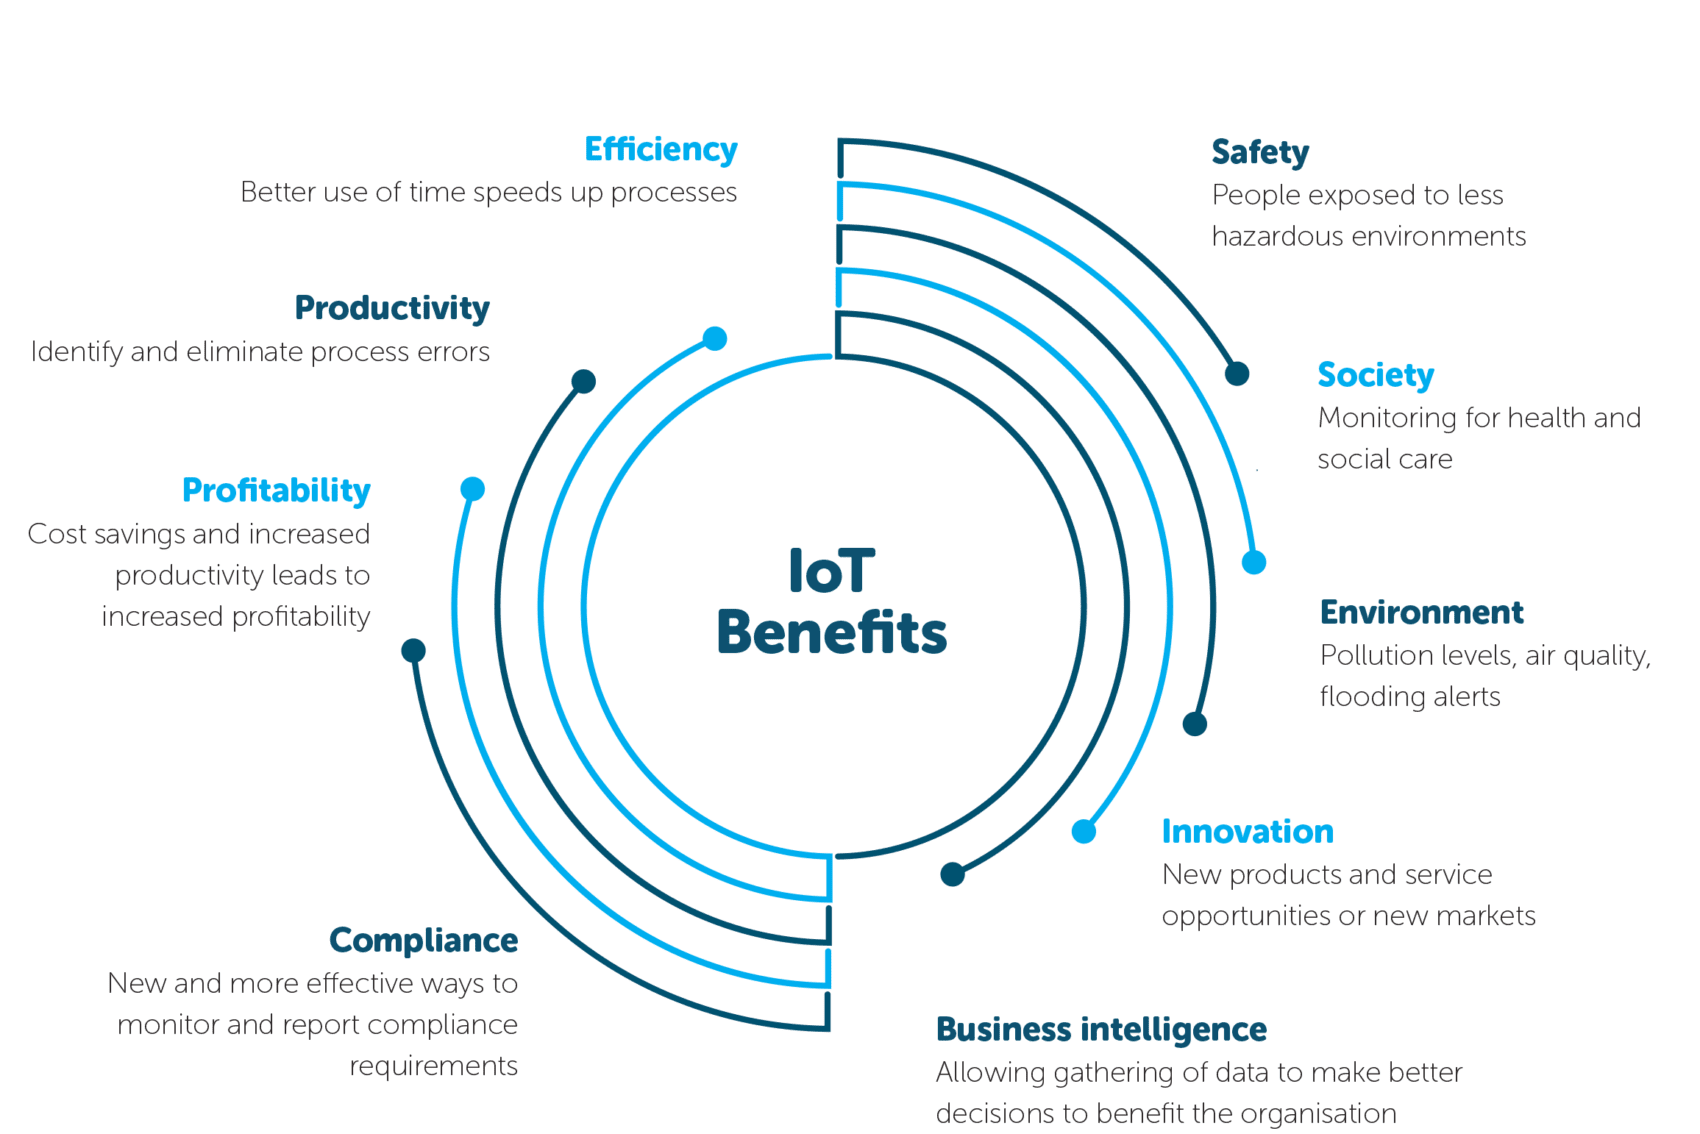 Efficiency
Better use of time speeds up processes
Productivity
Identify and eliminate process errors
Profitability
Cost savings and increased
productivity leads to
increased profitability
Compliance
New and more effective ways to
monitor and report compliance
requirements
IoT
Benefits
Safety
People exposed to less
hazardous environments
Society
Monitoring for health and
social care
Environment
Pollution levels, air quality,
flooding alerts
Innovation
New products and service
opportunities or new markets
Business intelligence
Allowing gathering of data to make better
decisions to benefit the organisation